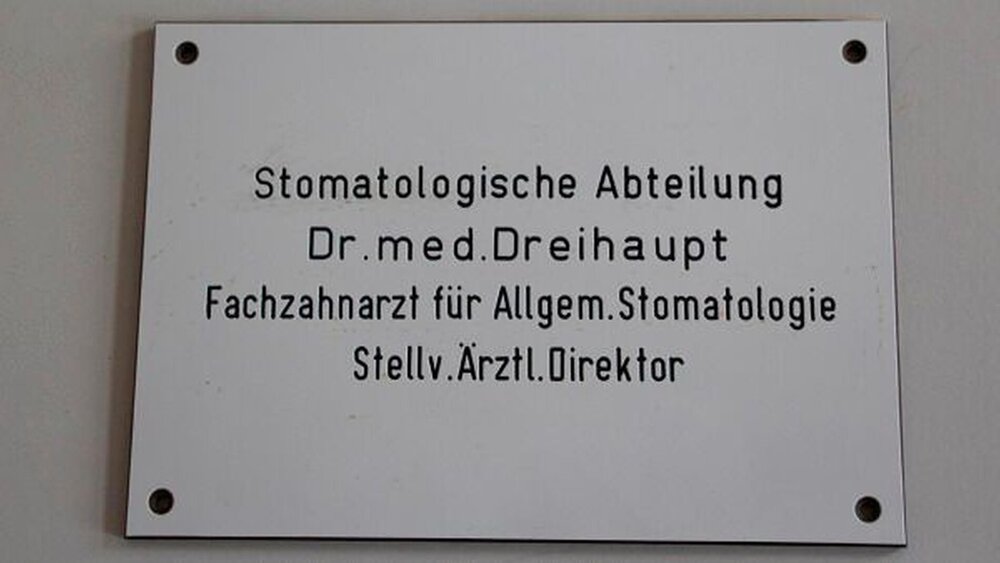 Stomatologische Abteilung
Dr.med.Dreihaupt
Fachzahnarzt für Allgem.Stomatologie
Stellv.Ärztl.Direktor